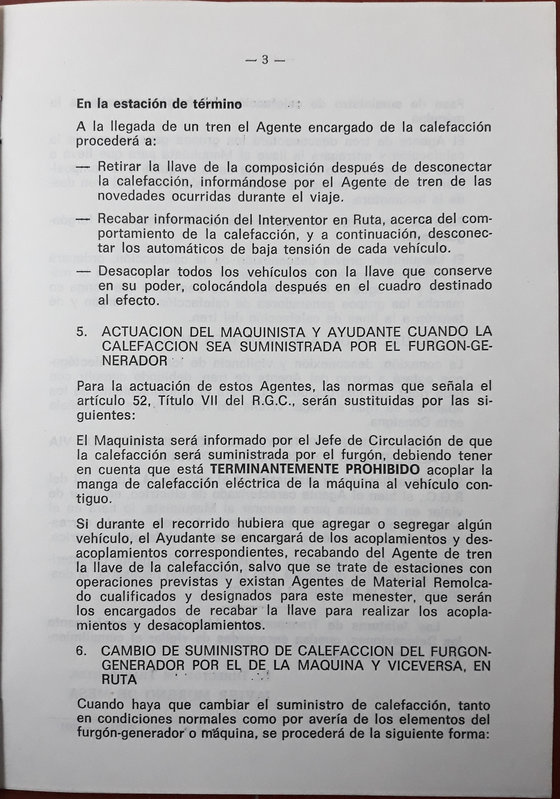 — 3 —
En la estación de término
A la llegada de un tren el Agente encargado de la calefacción
procederá a:
— Retirar la llave de la composición después de desconectar
la calefacción, informándose por el Agente de tren de las
novedades ocurridas durante el viaje.
— Recabar información del Interventor en Ruta, acerca del com-
portamiento de la calefacción, y a continuación, desconec-
tar los automáticos de baja tensión de cada vehículo.
— Desacoplar todos los vehículos con la llave que conserve
en su poder, colocándola después en el cuadro destinado
al efecto.
5. ACTUACION DEL MAQUINISTA Y AYUDANTE CUANDO LA
CALEFACCION SEA SUMINISTRADA POR EL FURGON-GE-
NERADOR
Para la actuación de estos Agentes, las normas que señala el
artículo 52, Título VII del R.G.C., serán sustituidas por las si-
guientes:
El Maquinista será informado por el Jefe de Circulación de que
la calefacción será suministrada por el furgón, debiendo tener
en cuenta que está TERMINANTEMENTE PROHIBIDO acoplar la
manga de calefacción eléctrica de la máquina al vehículo con-
tiguo.
Si durante el recorrido hubiera que agregar o segregar algún
vehículo, el Ayudante se encargará de los acoplamientos y des-
acoplamientos correspondientes, recabando del Agente de tren
la llave de la calefacción, salvo que se trate de estaciones con
operaciones previstas y existan Agentes de Material Remolca-
do cualificados y designados para este menester, que serán
los encargados de recabar la llave para realizar los acopla-
mientos y desacoplamientos.
6. CAMBIO DE SUMINISTRO DE CALEFACCION DEL FURGON-
GENERADOR POR EL DE LA MAQUINA Y VICEVERSA, EN
RUTA
Cuando haya que cambiar el suministro de calefacción, tanto
en condiciones normales como por avería de los elementos del
furgón-generador o máquina, se procederá de la siguiente forma: